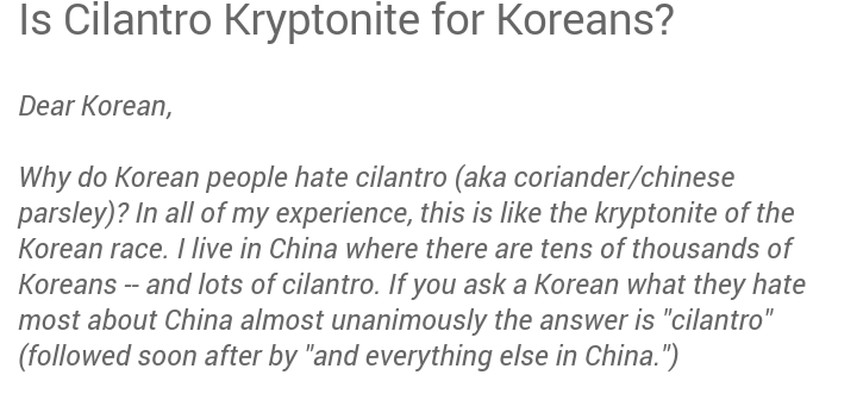 Is Cilantro Kryptonite for Koreans?
Dear Korean,
Why do Korean people hate cilantro (aka coriander/chinese
parsley)? In all of my experience, this is like the kryptonite of the
Korean race. I live in China where there are tens of thousands of
Koreans -- and lots of cilantro. If you ask a Korean what they hate
most about China almost unanimously the answer is "cilantro"
(followed soon after by "and everything else in China.")